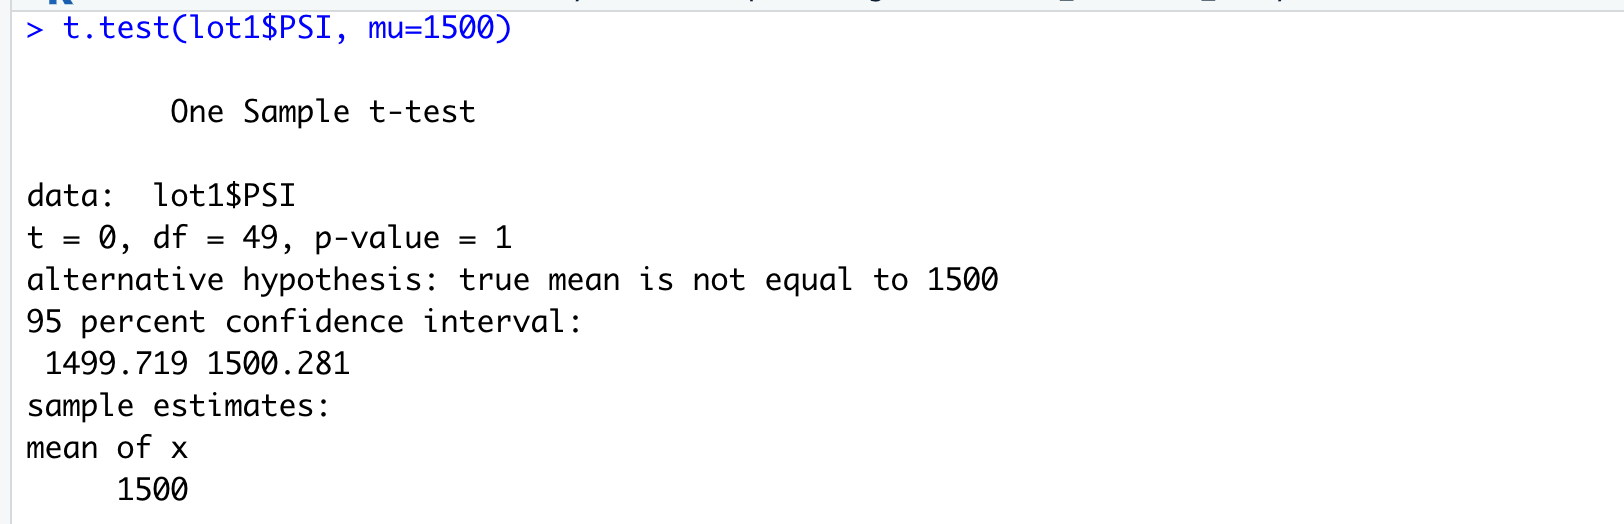 > t.test(lot1$PSI, mu=1500)
One Sample t-test
data:  lot1$PSI
t = 0, df = 49, p-value = 1
alternative hypothesis: true mean is not equal to 1500
95 percent confidence interval:
 1499.719 1500.281
sample estimates:
mean of x
     1500